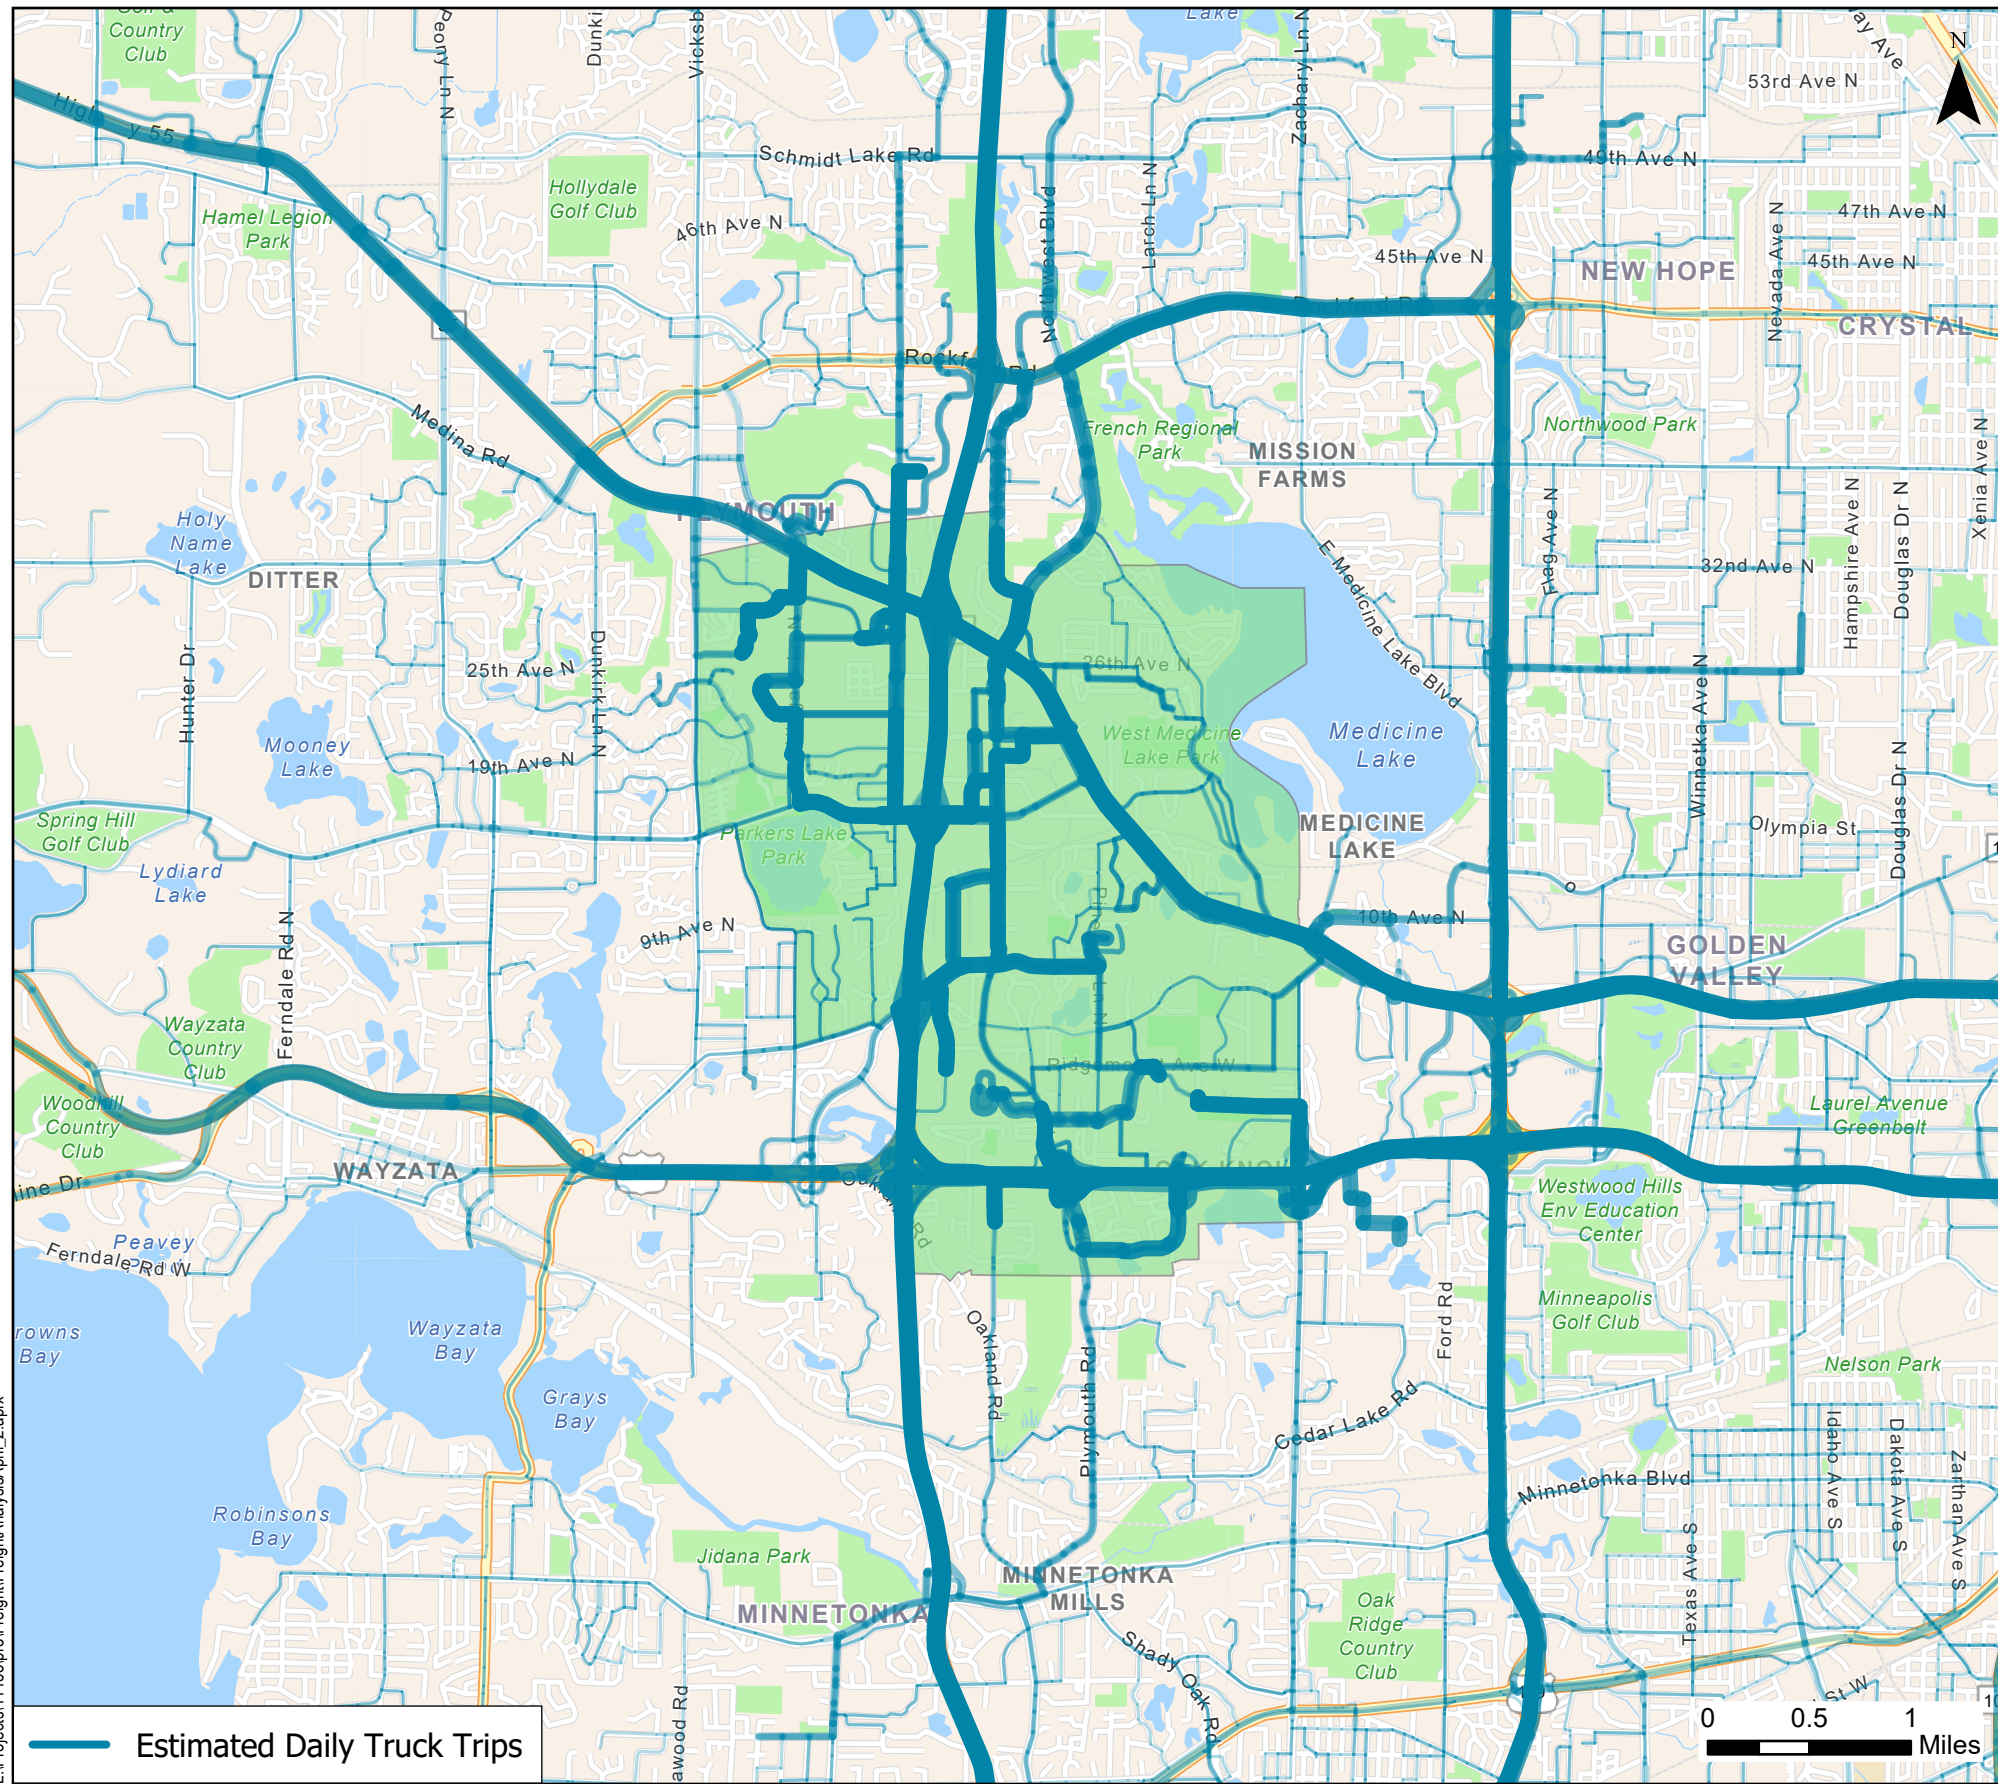 Country
Club
Peony Ln N
Lake
Zachary Ln N
53rd Ave N
N
Schmidt Lake Rd
49th Ave N
Hollydale
Golf Club
Hamel Legion
Park
46th Ave N
Northwest Blvd
Larch Ln N
45th Ave N
NEW HOPE
Nevada Ave N
47th Ave N
45th Ave N
CRYSTAL
Medina Rd
French Regional
Park
MISSION
FARMS
Northwood Park
PLYMOUTH
Holy
Name
Lake
DITTER
E Medicine Lake Blvd
Flag Ave N
32nd Ave N
Hampshire Ave N
Douglas Dr N
Xenia Ave N
Hunter Dr
25th Ave N
Dunkirk Ln N
26th Ave N
Mooney
Lake
19th Ave N
West Medicine
Lake Park
Medicine
Lake
Winnetka Ave N
Spring Hill
Golf Club
Parkers Lake
Park
MEDICINE
LAKE
Olympia St
Douglas Dr N
Lydiard
Lake
Ferndale Rd N
9th Ave N
10th Ave N
GOLDEN
VALLEY
Wayzata
Country
Club
Woodhill
Country
Club
Laurel Avenue
Greenbelt
WAYZATA
Westwood Hills
Env Education
Center
Peavey
Ferndale Rd W
Wayzata
Bay
Grays
Bay
Oakland Rd
Plymouth Rd
Ford Rd
Minneapolis
Golf Club
Nelson Park
Cedar Lake Rd
Minnetonka Blvd
Idaho Ave S
Dakota Ave S
Zarthan Ave S
Texas Ave S
Robinsons
Bay
Jidana Park
MINNETONKA
MINNETONKA
MILLS
Shady Oak Rd
Oak
Ridge
Country
Club
Estimated Daily Truck Trips
0 0.5 1
Miles